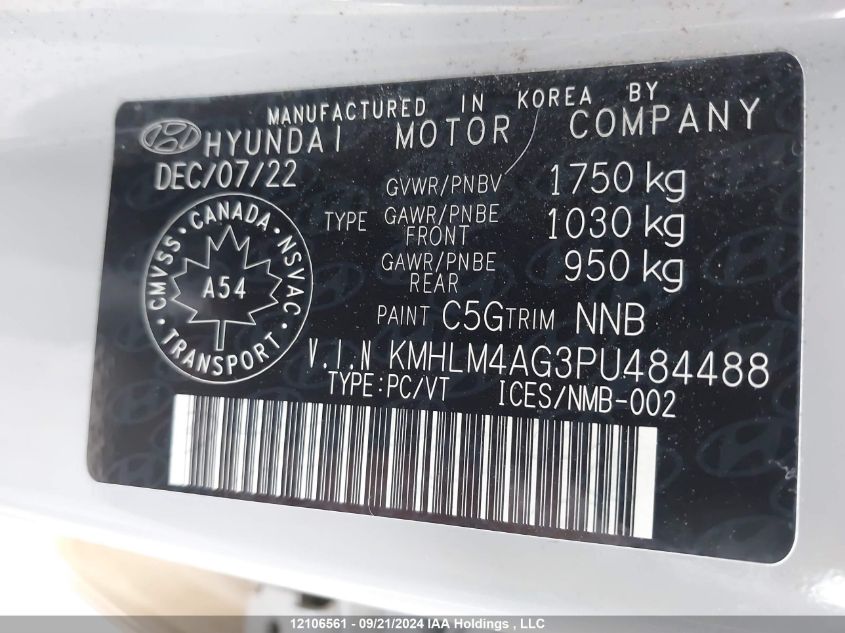 MANUFACTURED IN KOREA BY
HYUNDAI MOTOR COMPANY
DEC/07/22
GVWR/PNBV 1750 kg
TYPE GAWR/PNBE FRONT 1030 kg
GAWR/PNBE REAR 950 kg
CMVSS · CANADA · NSVAC
A54
TRANSPORT
PAINT C5G TRIM NNB
V.I.N KMHLM4AG3PU484488
TYPE:PC/VT ICES/NMB-002
12106561 - 09/21/2024 IAA Holdings , LLC